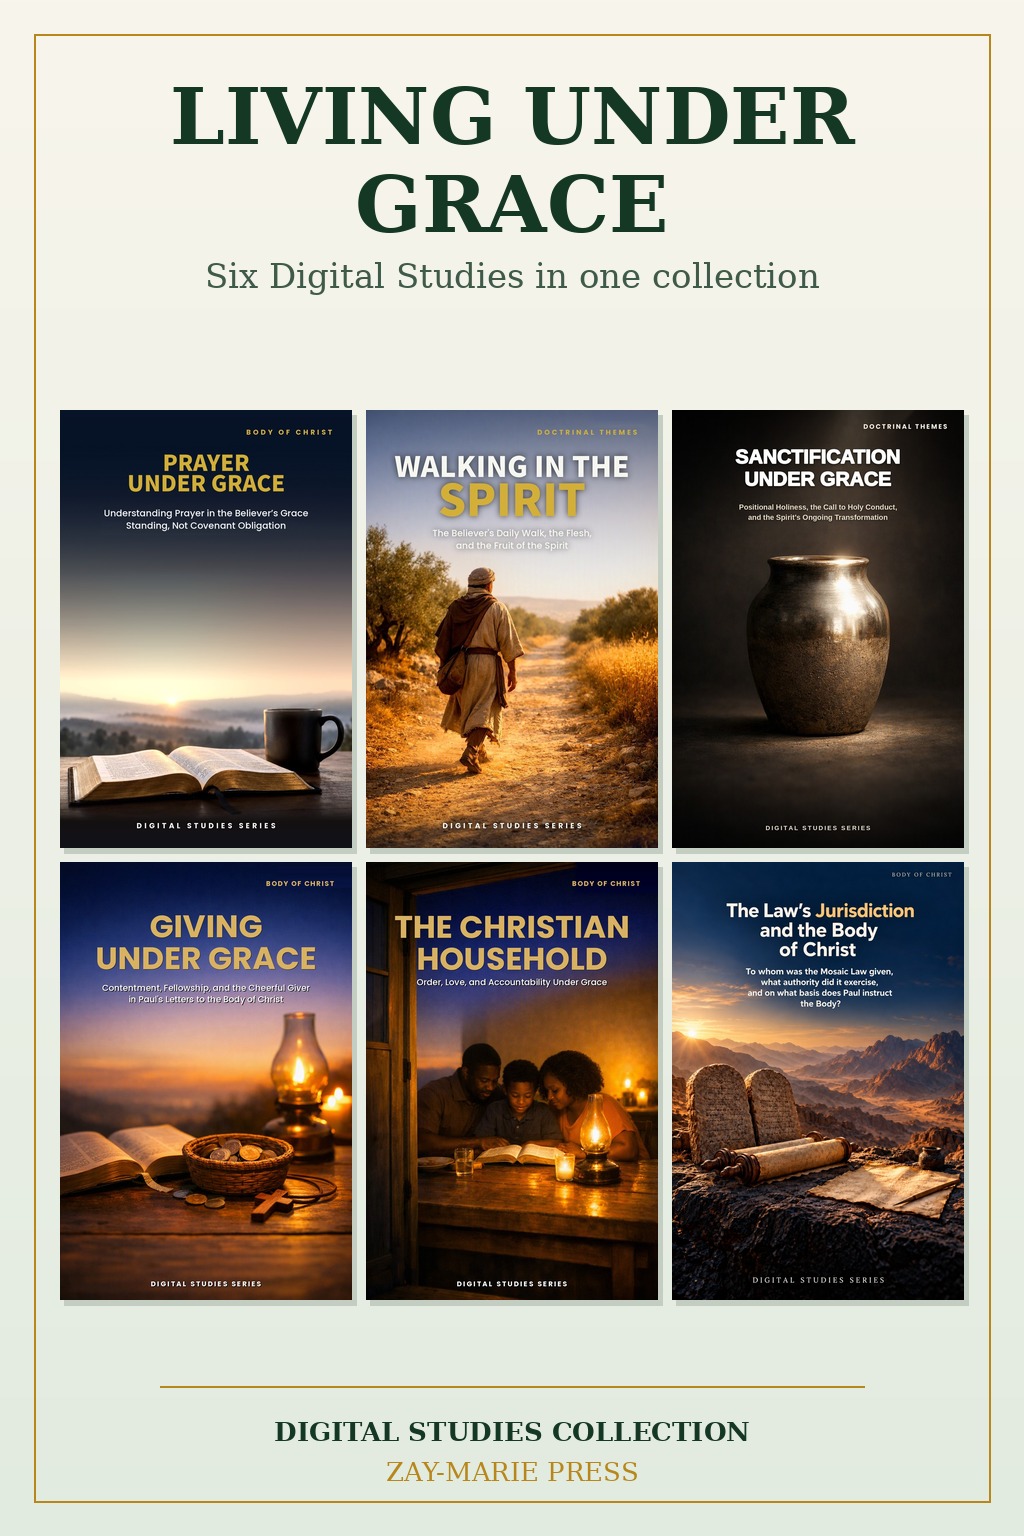 LIVING UNDER
GRACE
Six Digital Studies in one collection
BODY OF CHRIST
PRAYER
UNDER GRACE
Understanding Prayer in the Believer's Grace
Standing, Not Covenant Obligation
DIGITAL STUDIES SERIES
DOCTRINAL THEMES
WALKING IN THE
SPIRIT
The Believer's Daily Walk, the Flesh,
and the Fruit of the Spirit
DIGITAL STUDIES SERIES
DOCTRINAL THEMES
SANCTIFICATION
UNDER GRACE
Positional Holiness, the Call to Holy Conduct,
and the Spirit's Ongoing Transformation
DIGITAL STUDIES SERIES
BODY OF CHRIST
GIVING
UNDER GRACE
Contentment, Fellowship, and the Cheerful Giver
in Paul's Letters to the Body of Christ
DIGITAL STUDIES SERIES
BODY OF CHRIST
THE CHRISTIAN
HOUSEHOLD
Order, Love, and Accountability Under Grace
DIGITAL STUDIES SERIES
BODY OF CHRIST
The Law's Jurisdiction
and the Body
of Christ
To whom was the Mosaic Law given,
what authority did it exercise,
and on what basis does Paul instruct
the Body?
DIGITAL STUDIES SERIES
DIGITAL STUDIES COLLECTION
ZAY-MARIE PRESS